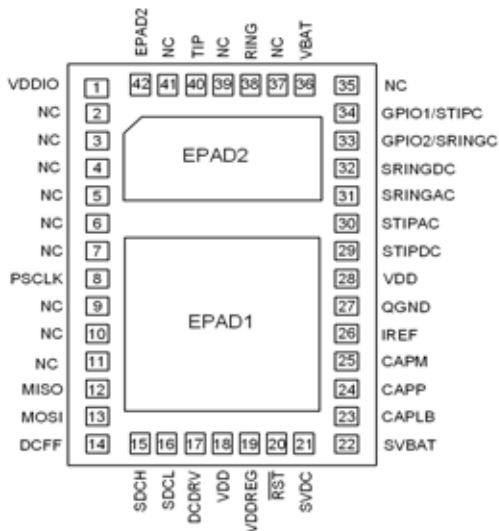 EPAD2 NC TIP NC RING NC VBAT
VDDIO 1 42 41 40 39 38 37 36 35 NC
NC 2 34 GPIO1/STIPC
NC 3 33 GPIO2/SRINGC
EPAD2
NC 4 32 SRINGDC
NC 5 31 SRINGAC
NC 6 30 STIPAC
NC 7 29 STIPDC
PSCLK 8 28 VDD
NC 9 27 QGND
EPAD1
NC 10 26 IREF
NC 11 25 CAPM
MISO 12 24 CAPP
MOSI 13 23 CAPLB
DCFF 14 15 16 17 18 19 20 21 22 SVBAT
SDCH SDCL DCDRV VDD VDDREG RST SVDC